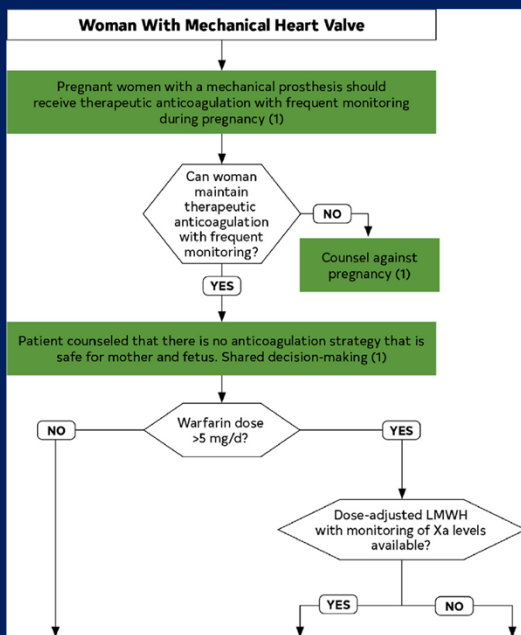 Woman With Mechanical Heart Valve
Pregnant women with a mechanical prosthesis should
receive therapeutic anticoagulation with frequent monitoring
during pregnancy (1)
Can woman
maintain
therapeutic
anticoagulation
with frequent
monitoring?
NO
Counsel against
pregnancy (1)
YES
Patient counseled that there is no anticoagulation strategy that is
safe for mother and fetus. Shared decision-making (1)
Warfarin dose
>5 mg/d?
NO
YES
Dose-adjusted LMWH
with monitoring of Xa levels
available?
YES
NO